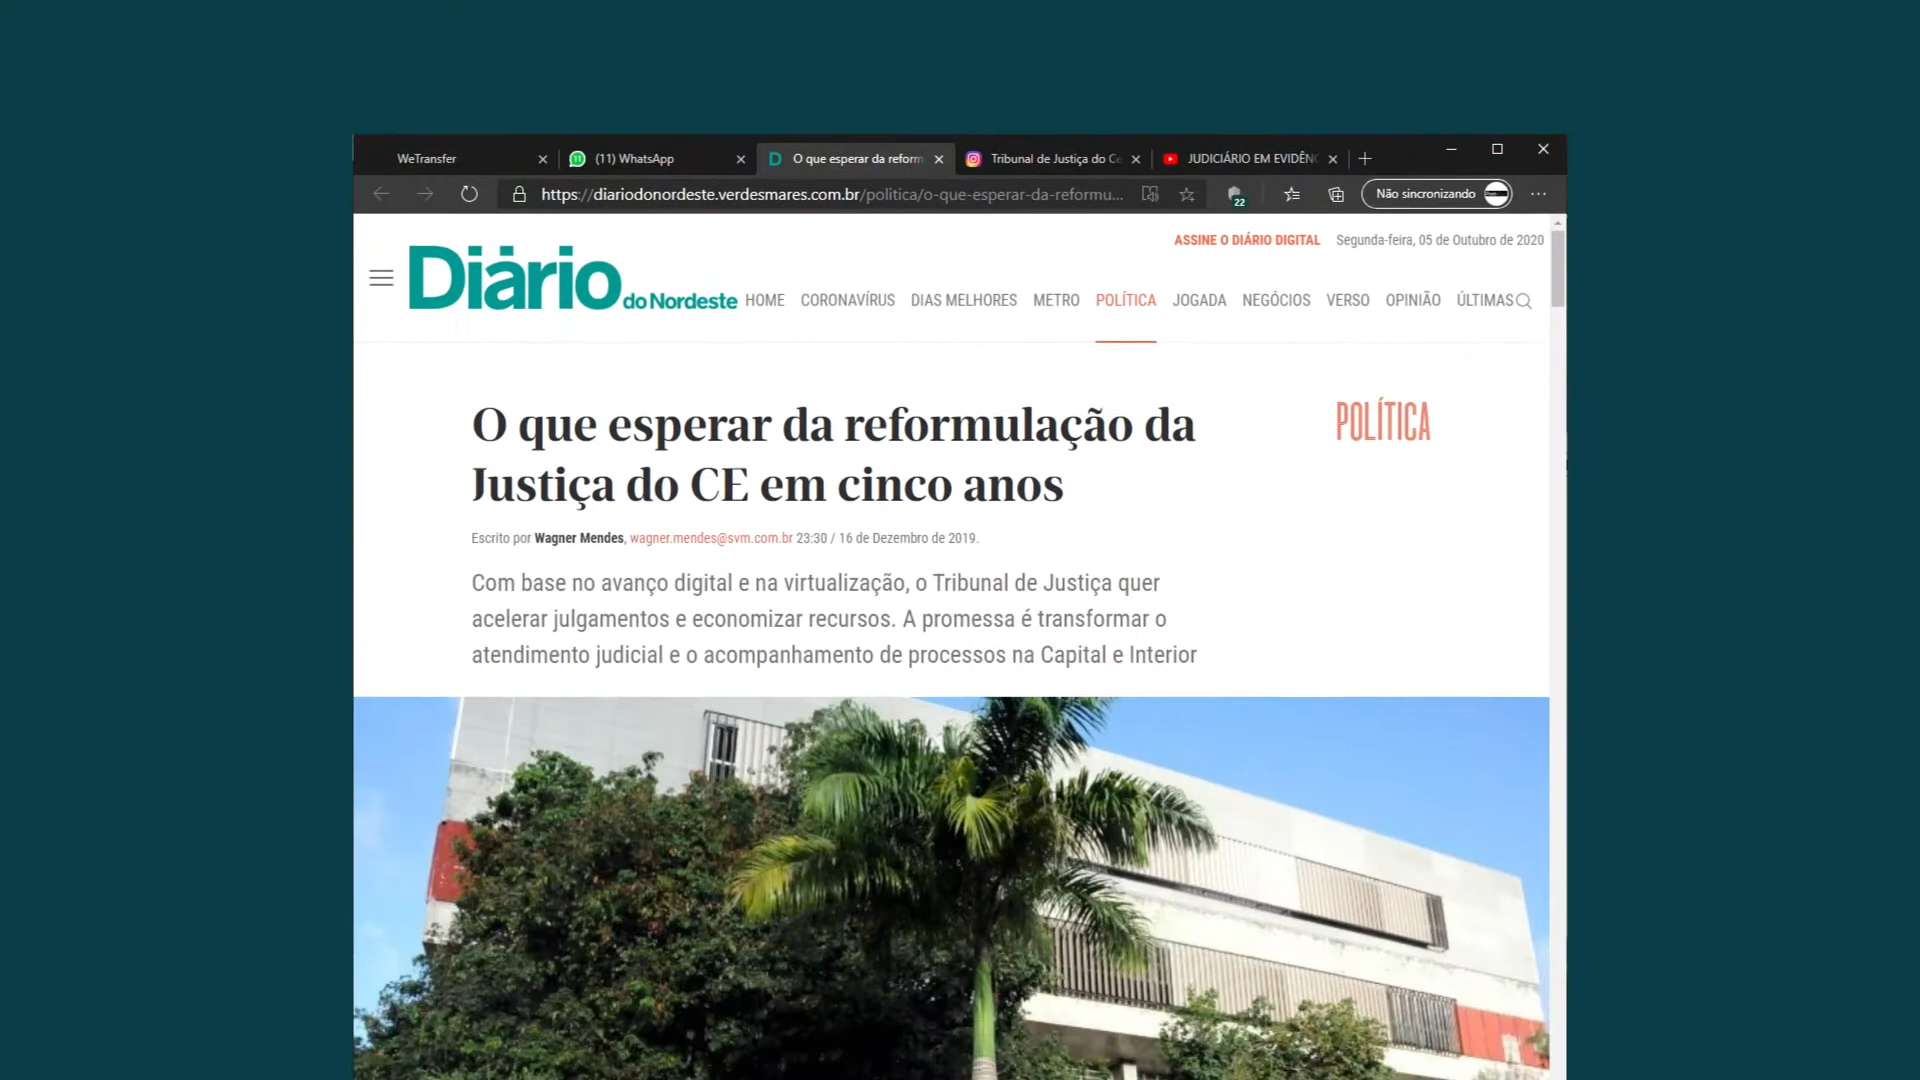 WeTransfer
(11) WhatsApp
O que esperar da reform
Tribunal de Justiça do Ce
JUDICIÁRIO EM EVIDÊNC
https://diariodonordeste.verdesmares.com.br/politica/o-que-esperar-da-reformu...
22
Não sincronizando
ASSINE O DIÁRIO DIGITAL Segunda-feira, 05 de Outubro de 2020
Diário do Nordeste
HOME CORONAVÍRUS DIAS MELHORES METRO POLÍTICA JOGADA NEGÓCIOS VERSO OPINIÃO ÚLTIMAS
O que esperar da reformulação da
Justiça do CE em cinco anos
POLÍTICA
Escrito por Wagner Mendes, wagner.mendes@svm.com.br 23:30 / 16 de Dezembro de 2019.
Com base no avanço digital e na virtualização, o Tribunal de Justiça quer
acelerar julgamentos e economizar recursos. A promessa é transformar o
atendimento judicial e o acompanhamento de processos na Capital e Interior